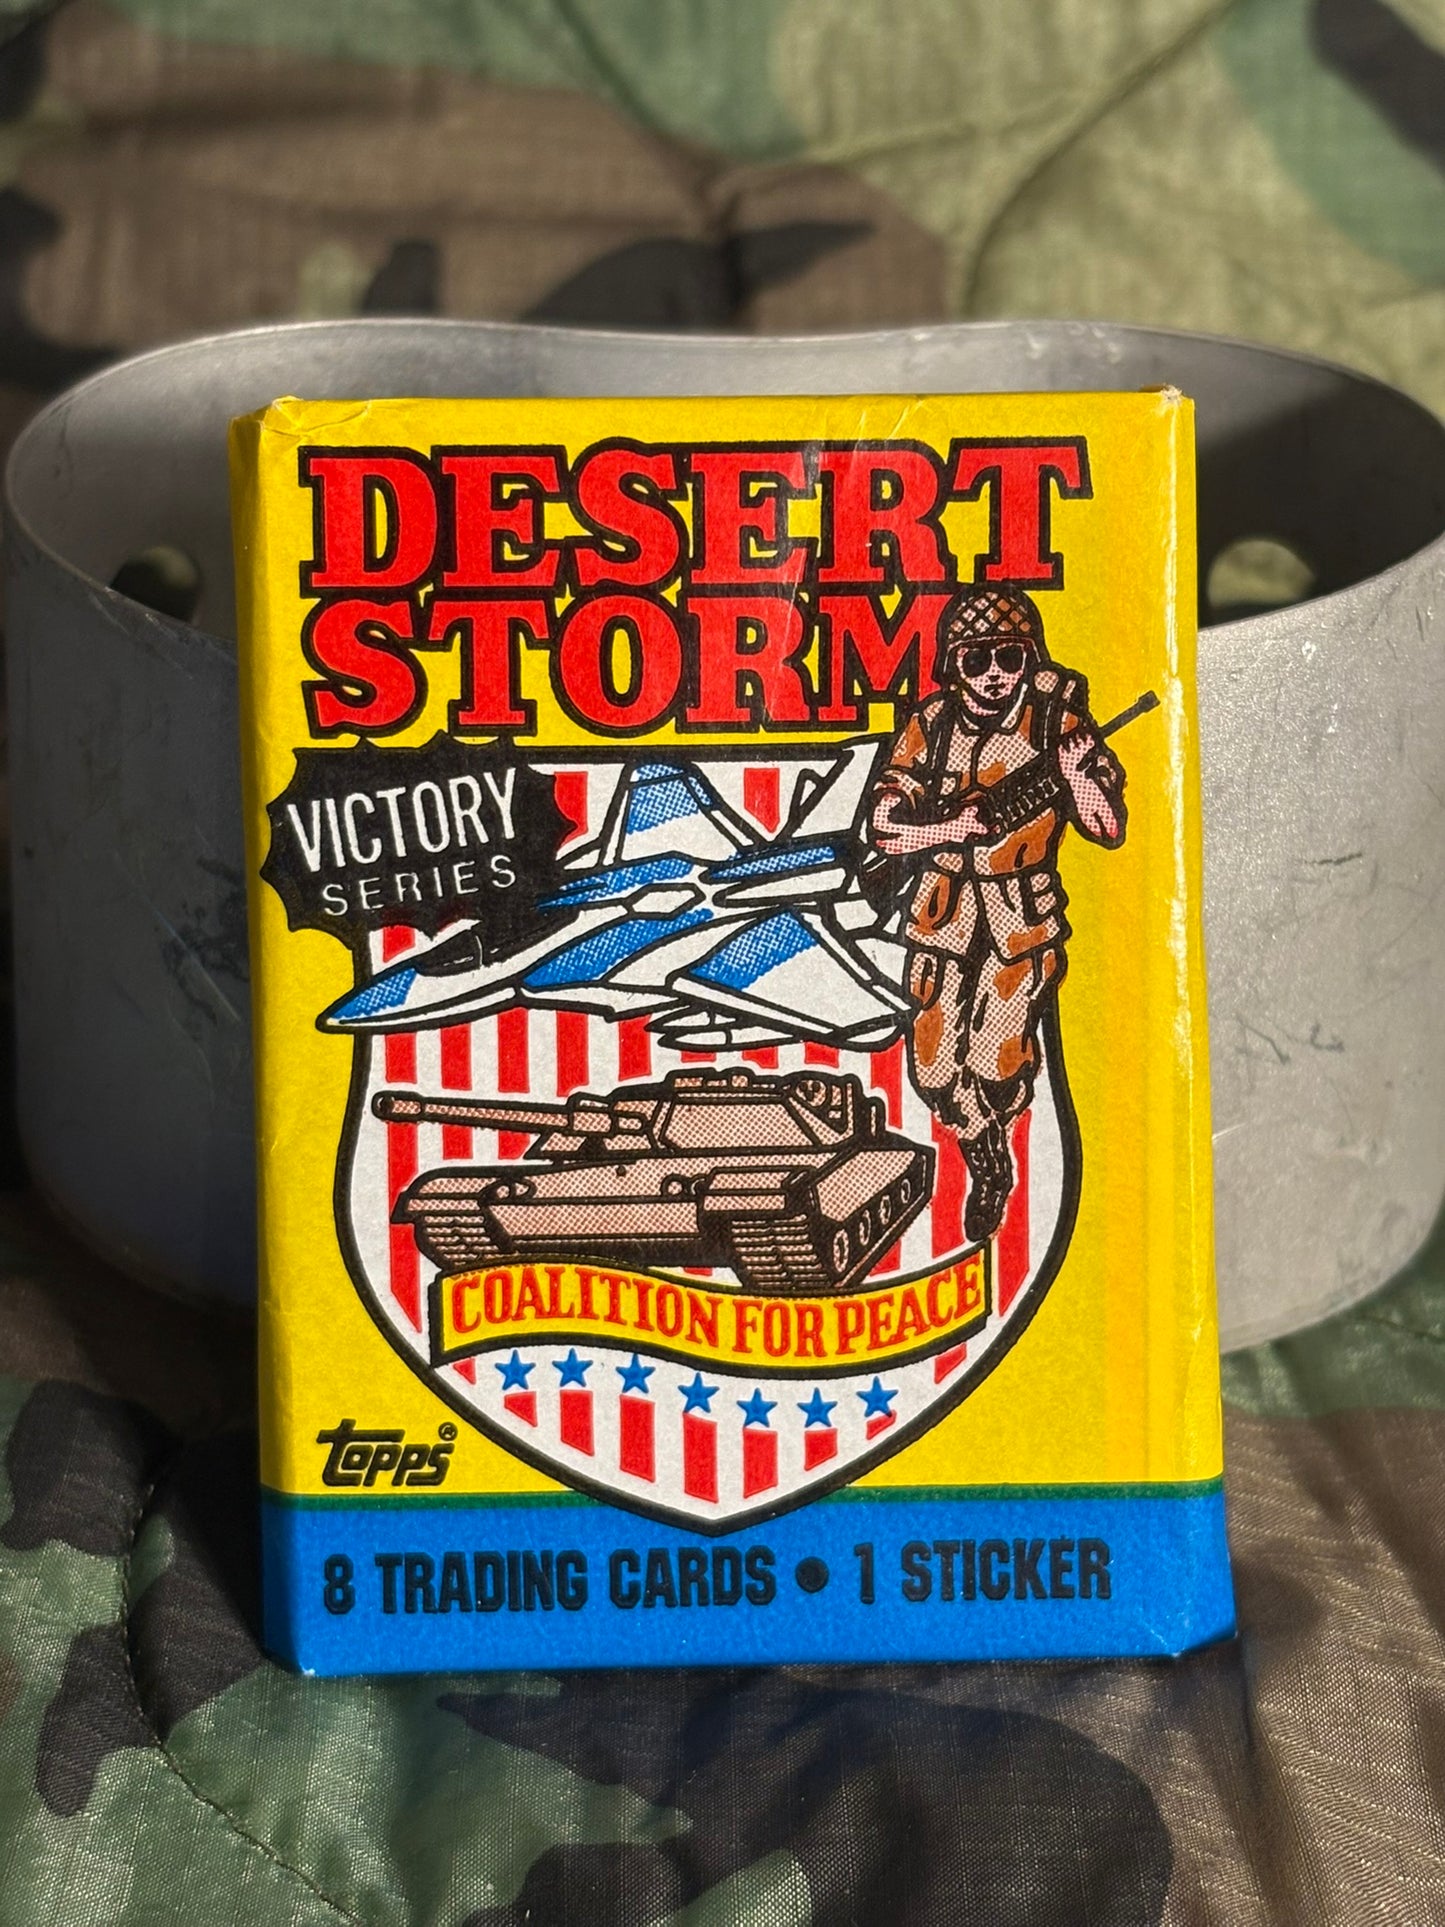 DESERT
STORM
VICTORY
SERIES
COALITION FOR PEACE
topps®
8 TRADING CARDS • 1 STICKER